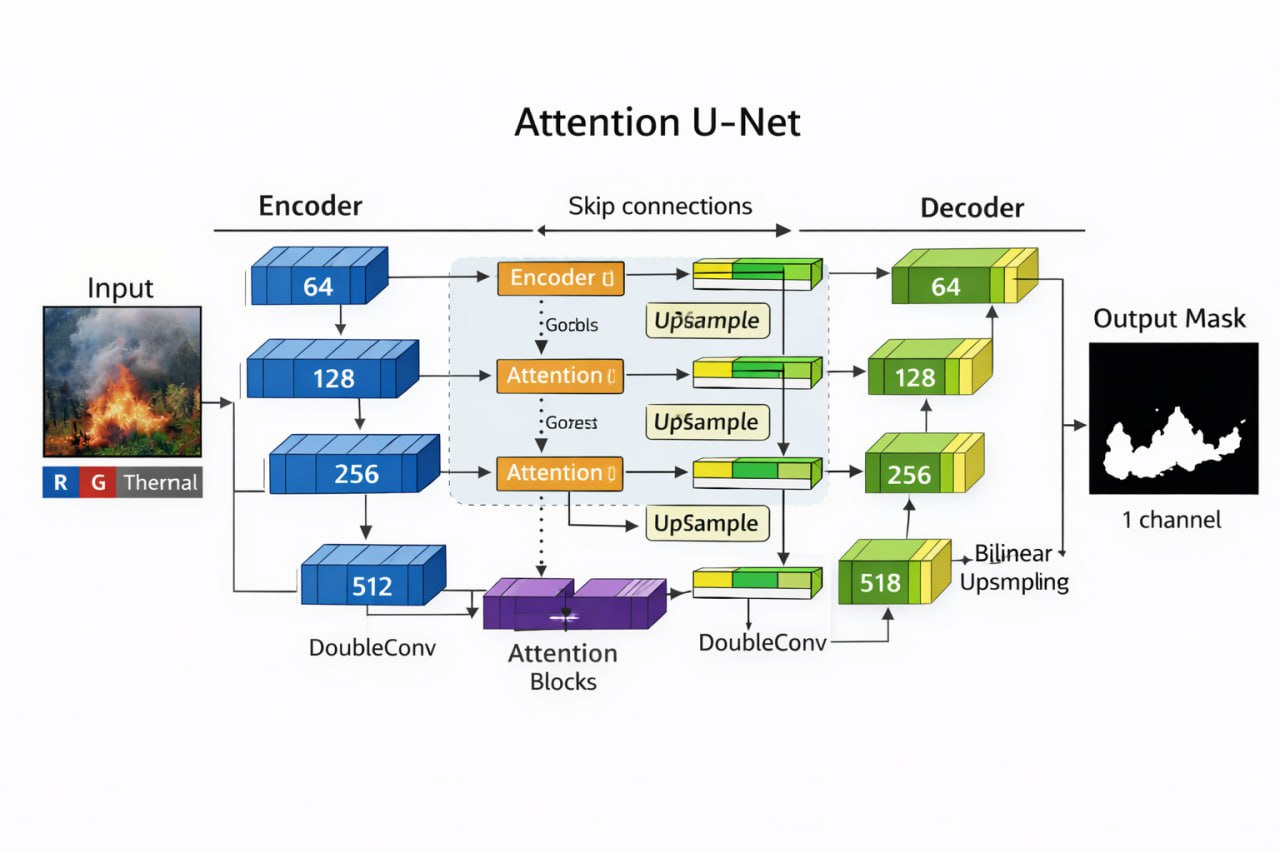 Attention U-Net
Encoder
Skip connections
Decoder
Input
R G Thernal
64
128
256
512
DoubleConv
Encoder
Gocbls
Attention
Gorest
Attention
UpSample
UpSample
UpSample
Attention
Blocks
DoubleConv
64
128
256
518
Bilinear
Upsmpling
Output Mask
1 channel